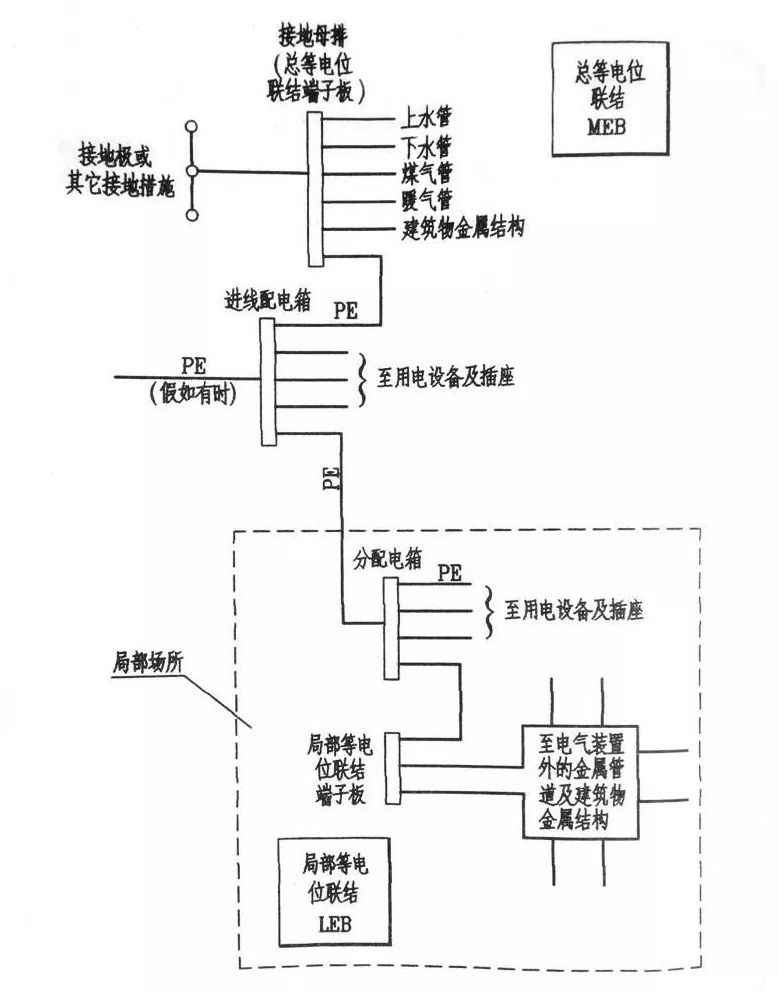 接地母排
(总等电位
联结端子板)
总等电位
联结
MEB
接地极或
其它接地措施
上水管
下水管
煤气管
暖气管
建筑物金属结构
进线配电箱
PE
PE
(假如有时)
至用电设备及插座
PE
分配电箱
PE
至用电设备及插座
局部场所
局部等电
位联结
端子板
至电气装置
外的金属管
道及建筑物
金属结构
局部等电
位联结
LEB